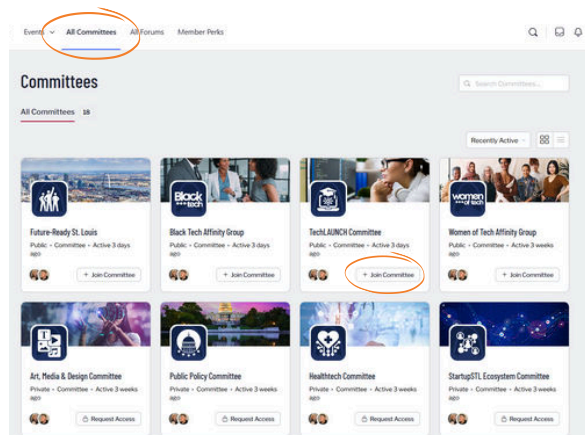 Events All Committees All Forums Member Perks
Committees
Search Committees...
All Committees 16
Recently Active
Black
tech
women
of tech
Future-Ready St. Louis
Black Tech Affinity Group
TechLAUNCH Committee
Women of Tech Affinity Group
Public • Committee • Active 3 days
ago
Public • Committee • Active 3 days
ago
Public • Committee • Active 3 days
ago
Public • Committee • Active 3 weeks
ago
+ Join Committee
+ Join Committee
+ Join Committee
+ Join Committee
T
Art, Media & Design Committee
Public Policy Committee
Healthtech Committee
StartupSTL Ecosystem Committee
Private • Committee • Active 3 weeks
ago
Private • Committee • Active 3 weeks
ago
Private • Committee • Active 3 weeks
ago
Private • Committee • Active 3 weeks
ago
Request Access
Request Access
Request Access
Request Access